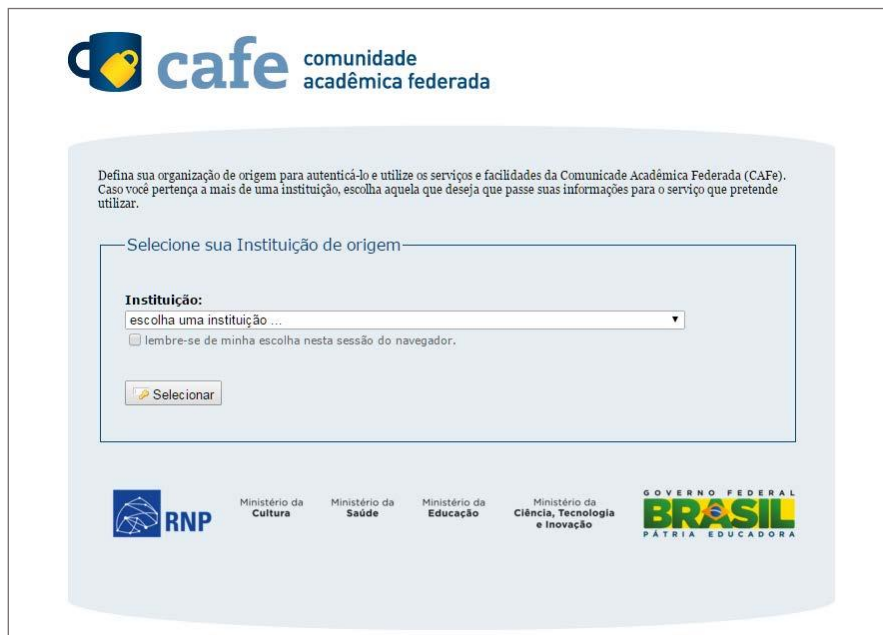 cafe comunidade
acadêmica federada
Defina sua organização de origem para autenticá-lo e utilize os serviços e facilidades da Comunicade Acadêmica Federada (CAFe).
Caso você pertença a mais de uma instituição, escolha aquela que deseja que passe suas informações para o serviço que pretende
utilizar.
Selecione sua Instituição de origem
Instituição:
escolha uma instituição ...
lembre-se de minha escolha nesta sessão do navegador.
Selecionar
RNP
Ministério da
Cultura
Ministério da
Saúde
Ministério da
Educação
Ministério da
Ciência, Tecnologia
e Inovação
GOVERNO FEDERAL
BRASIL
PÁTRIA EDUCADORA